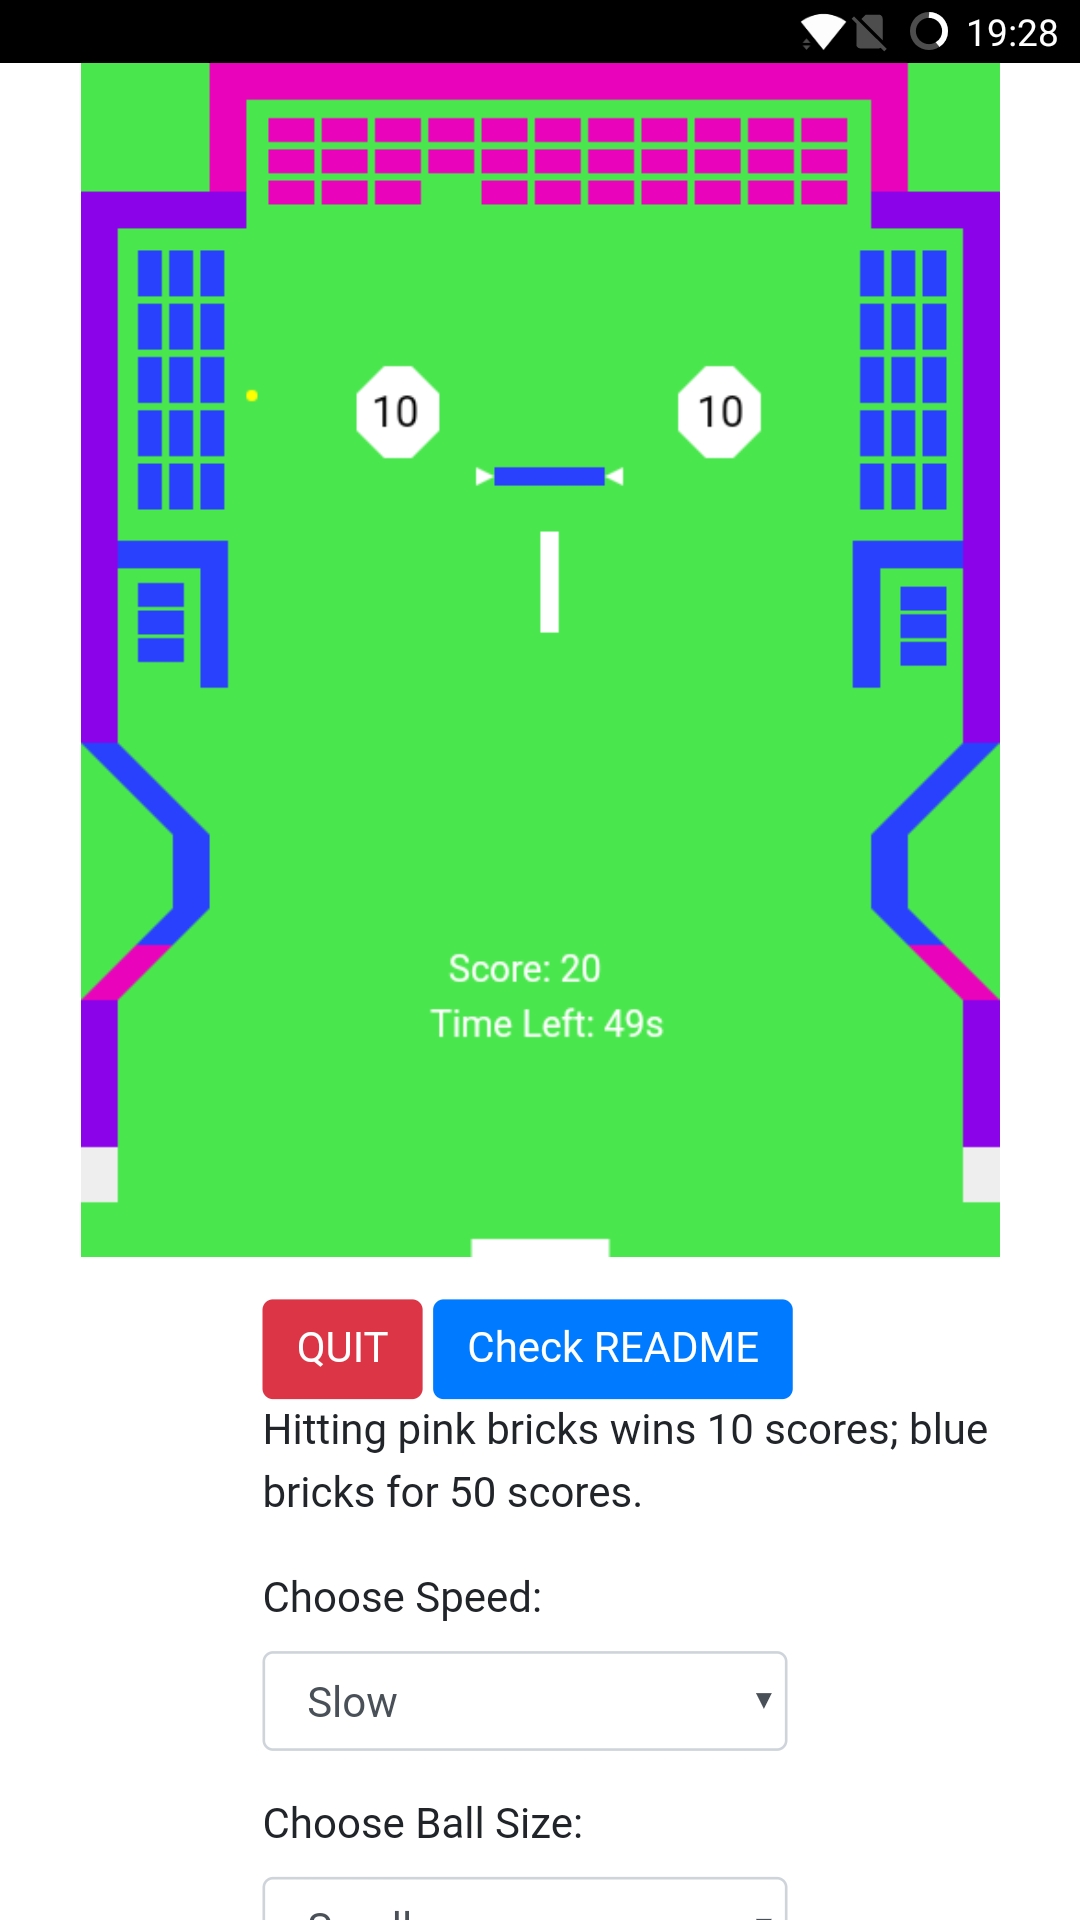 19:28
10 10
Score: 20
Time Left: 49s
QUIT Check README
Hitting pink bricks wins 10 scores; blue
bricks for 50 scores.
Choose Speed:
Slow
Choose Ball Size: